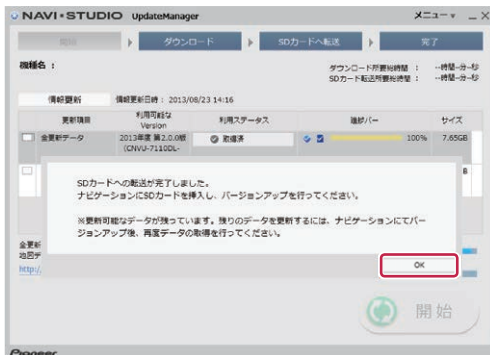 NAVI*STUDIO UpdateManager
メニュー
開始
ダウンロード
SDカードへ転送
完了
機種名 :
ダウンロード所要総時間 : --時間--分--秒
SDカード転送所要総時間 : --時間--分--秒
情報更新
情報更新日時 : 2013/08/23 14:16
更新項目
利用可能な Version
利用ステータス
進捗バー
サイズ
全更新データ
2013年度 第2.0.0版
(CNVU-7110DL-
取得済
100%
7.65GB
SDカードへの転送が完了しました。
ナビゲーションにSDカードを挿入し、バージョンアップを行ってください。
※更新可能なデータが残っています。残りのデータを更新するには、ナビゲーションにてバー
ジョンアップ後、再度データの取得を行ってください。
OK
全更新
地図デ
http:/
開始
Pioneer